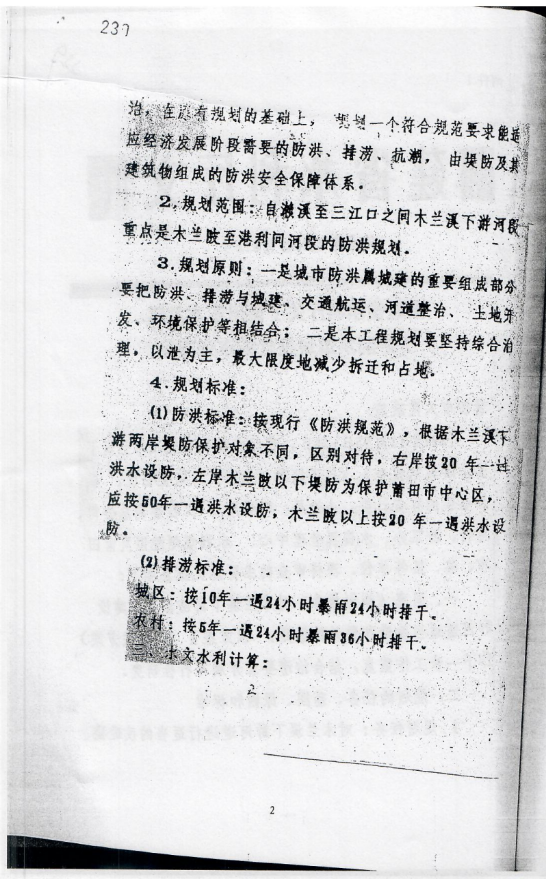 237
治，在原有规划的基础上， 规划一个符合规范要求能适
应经济发展阶段需要的防洪、排涝、抗潮， 由堤防及其
建筑物组成的防洪安全保障体系。
2.规划范围：自濑溪至三江口之间木兰溪下游河段
重点是木兰陂至港利问河段的防洪规划.
3.规划原则：一是城市防洪属城建的重要组成部分
要把防洪、排涝与城建、交通航运、河道整治、 土地开
发、环境保护等相结合； 二是本工程规划要坚持综合治
理，以泄为主，最大限度地减少拆迁和占地。
4.规划标准：
(1)防洪标准：按现行《防洪规范》，根据木兰溪下
游两岸堤防保护对象不同，区别对待，右岸按20 年一过
洪水设防，左岸木兰陂以下堤防为保护莆田市中心区，
应按50年一遇洪水设防，木兰陂以上按20 年一遇洪水设
防。
(2)排涝标准：
城区：按10年一遇24小时暴雨24小时排干。
农村：按5年一遇24小时暴雨36小时排干。
三、水文水利计算：
2
2